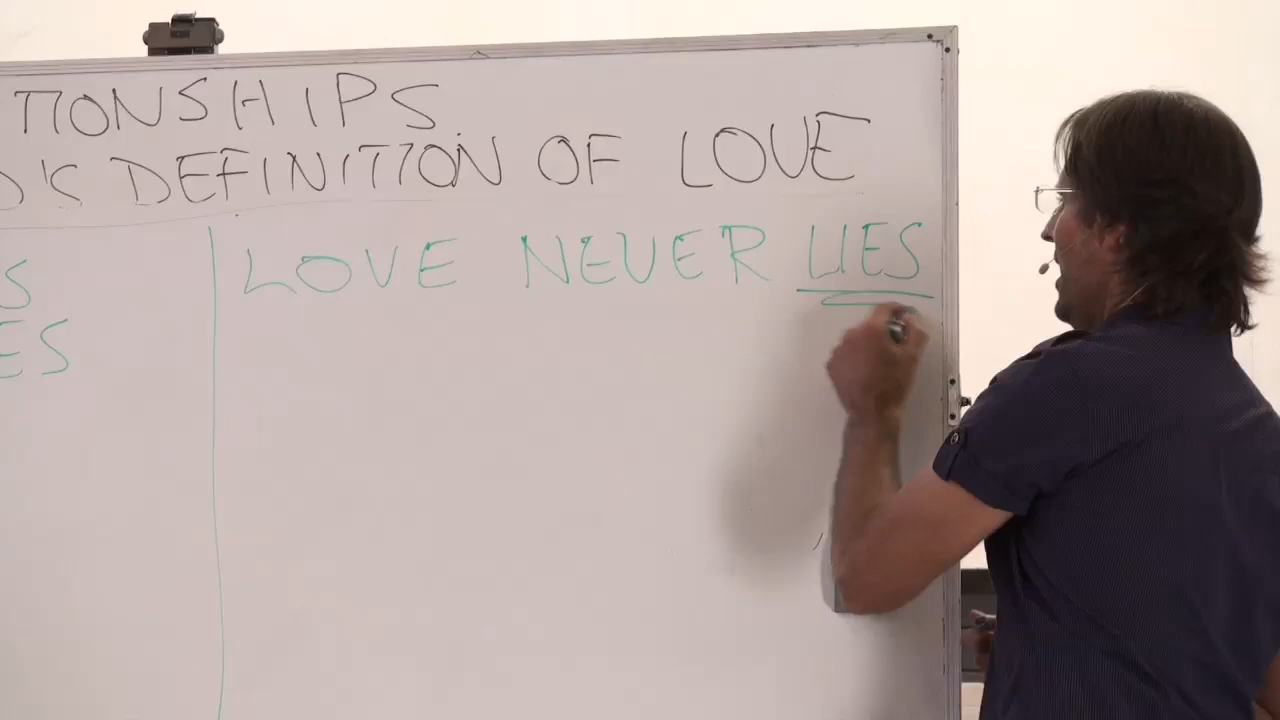 TIONSHIPS
D'S DEFINITION OF LOVE
S
ES
LOVE NEVER LIES